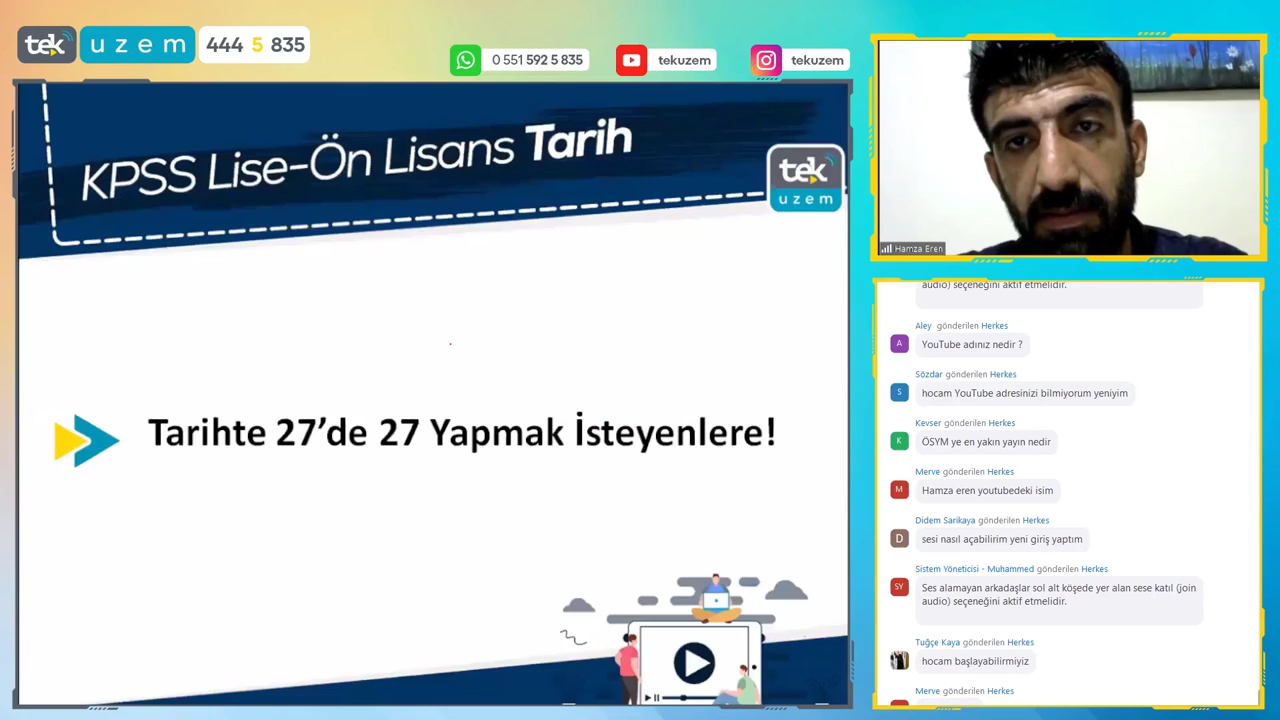 tek uzem 444 5 835
0 551 592 5 835
tekuzem
tekuzem
KPSS Lise-Ön Lisans Tarih
tek
uzem
Tarihte 27’de 27 Yapmak İsteyenlere!
Hamza Eren
audio) seçeneğini aktif etmelidir.
Aley gönderilen Herkes
A
YouTube adınız nedir ?
Sözdar gönderilen Herkes
S
hocam YouTube adresinizi bilmiyorum yeniyim
Kevser gönderilen Herkes
K
ÖSYM ye en yakın yayın nedir
Merve gönderilen Herkes
M
Hamza eren youtubedeki isim
Didem Sarikaya gönderilen Herkes
D
sesi nasıl açabilirim yeni giriş yaptım
Sistem Yöneticisi - Muhammed gönderilen Herkes
SY
Ses alamayan arkadaşlar sol alt köşede yer alan sese katıl (join
audio) seçeneğini aktif etmelidir.
Tuğçe Kaya gönderilen Herkes
hocam başlayabilirmiyiz
Merve gönderilen Herkes